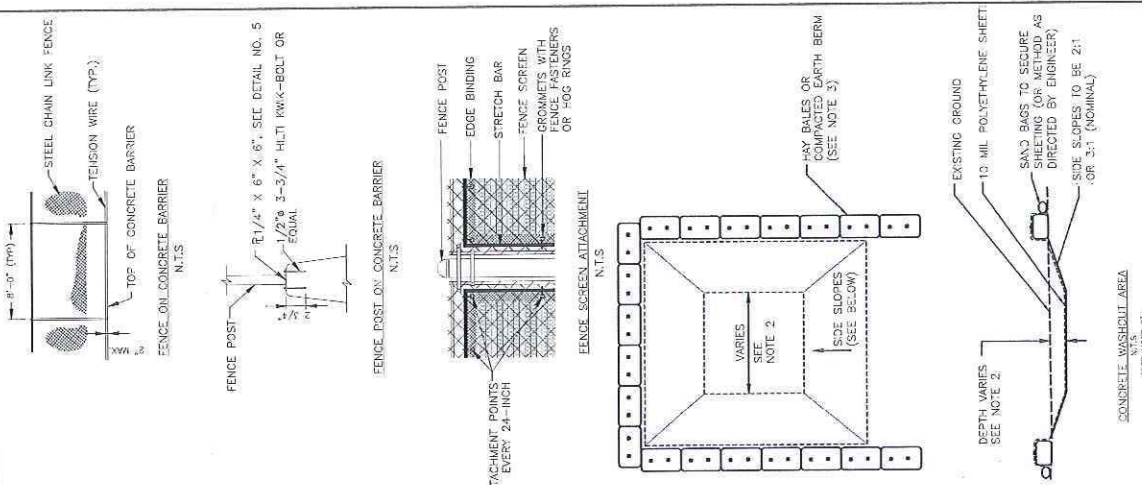 STEEL CHAIN LINK FENCE
TENSION WIRE (TYP.)
8'-0" (TYP)
2" MAX
TOP OF CONCRETE BARRIER
FENCE ON CONCRETE BARRIER
N.T.S
FENCE POST
PL1/4" X 6" X 6", SEE DETAIL NO. 5
1/2"ø 3-3/4" HILTI KWIK-BOLT OR
EQUAL
2 3/4"
FENCE POST ON CONCRETE BARRIER
N.T.S
FENCE POST
EDGE BINDING
STRETCH BAR
FENCE SCREEN
GROMMETS WITH
FENCE FASTENERS
OR HOG RINGS
TACHMENT POINTS
EVERY 24-INCH
FENCE SCREEN ATTACHMENT
N.T.S
HAY BALES OR
COMPACTED EARTH BERM
(SEE NOTE 3)
VARIES
SEE
NOTE 2
SIDE SLOPES
(SEE BELOW)
EXISTING GROUND
10 MIL POLYETHYLENE SHEET
SAND BAGS TO SECURE
SHEETING (OR METHOD AS
DIRECTED BY ENGINEER)
SIDE SLOPES TO BE 2:1
OR 3:1 (NOMINAL)
DEPTH VARIES
SEE NOTE 2
CONCRETE WASHOUT AREA
N.T.S